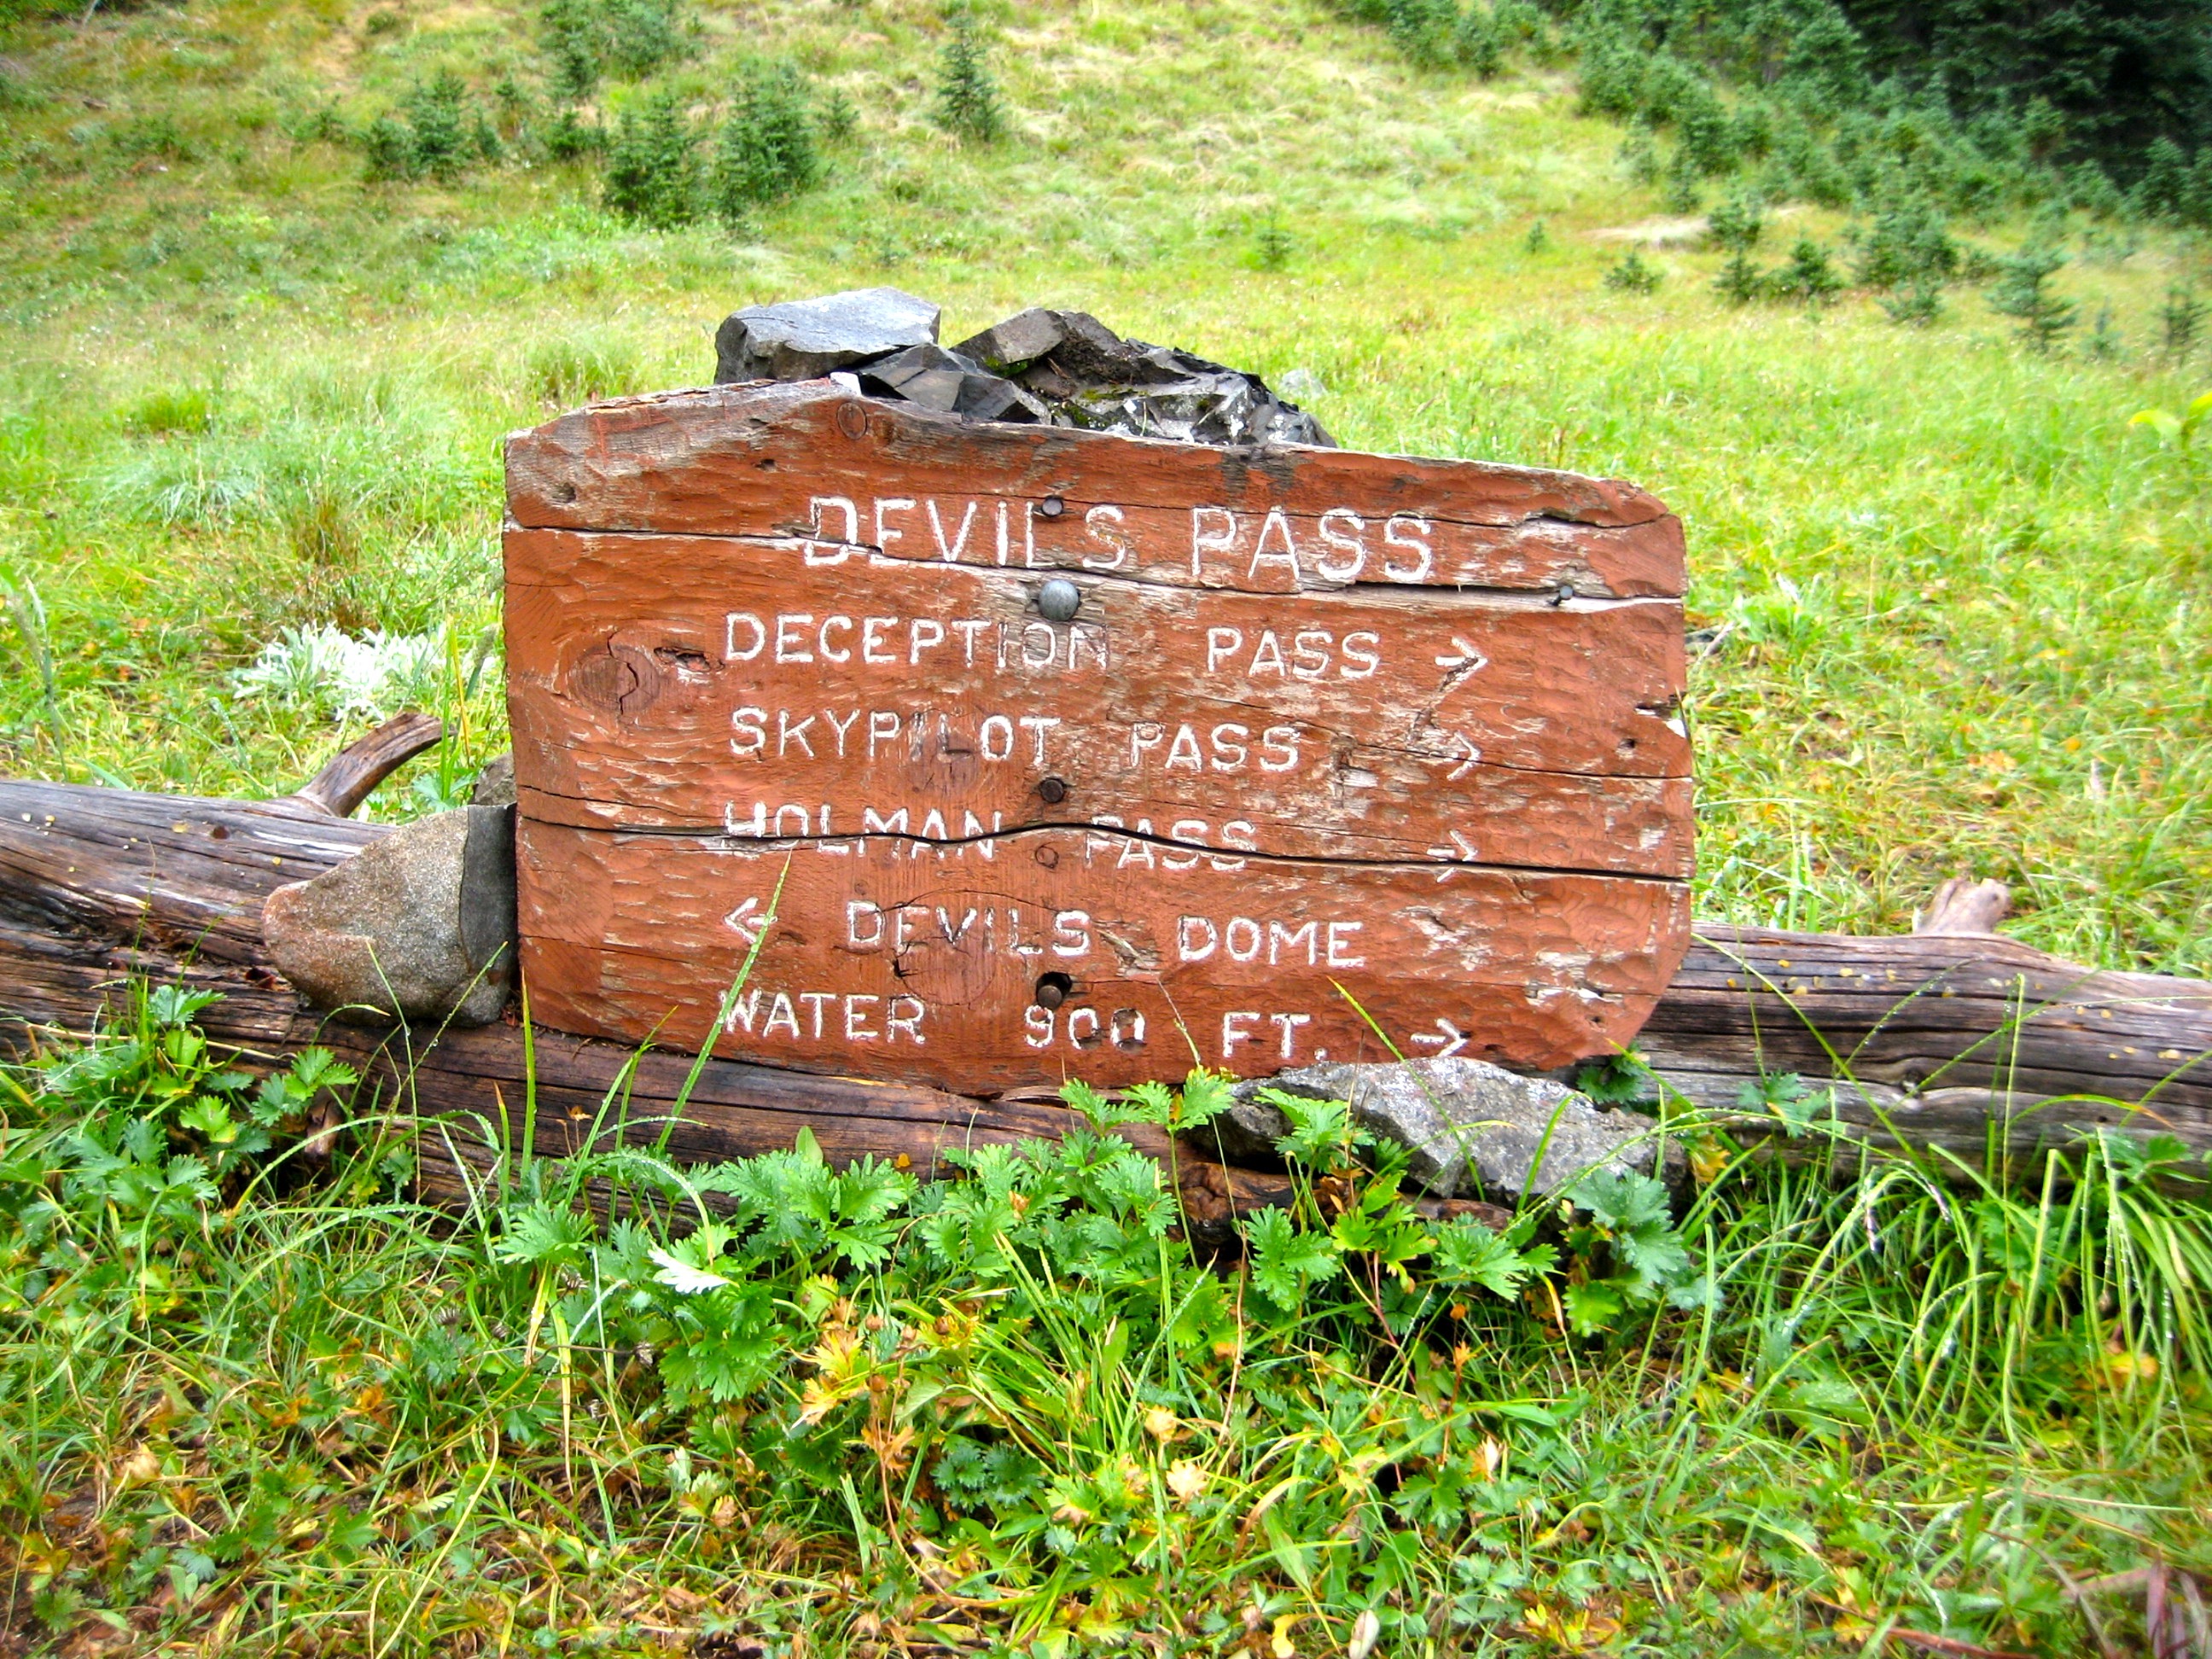 DEVILS PASS
DECEPTION PASS →
SKYPILOT PASS →
HOLMAN PASS →
← DEVILS DOME
WATER 900 FT. →